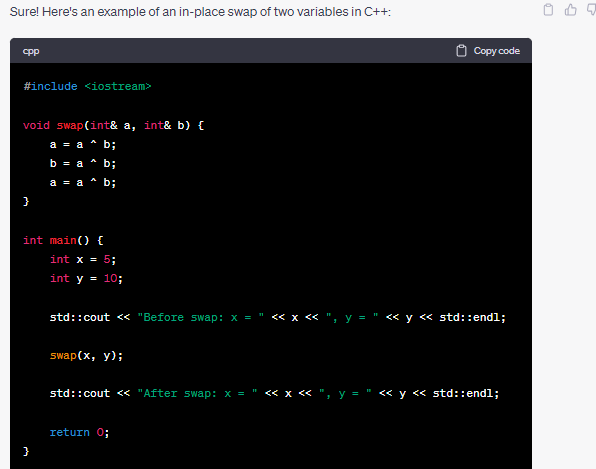 Sure! Here's an example of an in-place swap of two variables in C++:
cpp
Copy code
#include <iostream>
void swap(int& a, int& b) {
    a = a ^ b;
    b = a ^ b;
    a = a ^ b;
}
int main() {
    int x = 5;
    int y = 10;
    std::cout << "Before swap: x = " << x << ", y = " << y << std::endl;
    swap(x, y);
    std::cout << "After swap: x = " << x << ", y = " << y << std::endl;
    return 0;
}